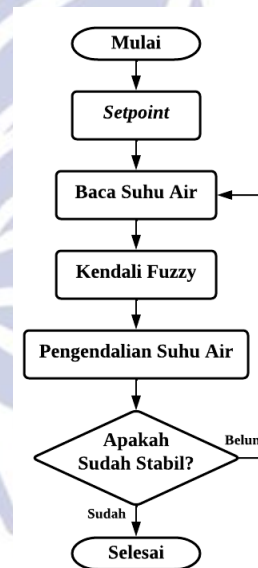 Mulai
Setpoint
Baca Suhu Air
Kendali Fuzzy
Pengendalian Suhu Air
Apakah
Sudah Stabil?
Sudah
Selesai